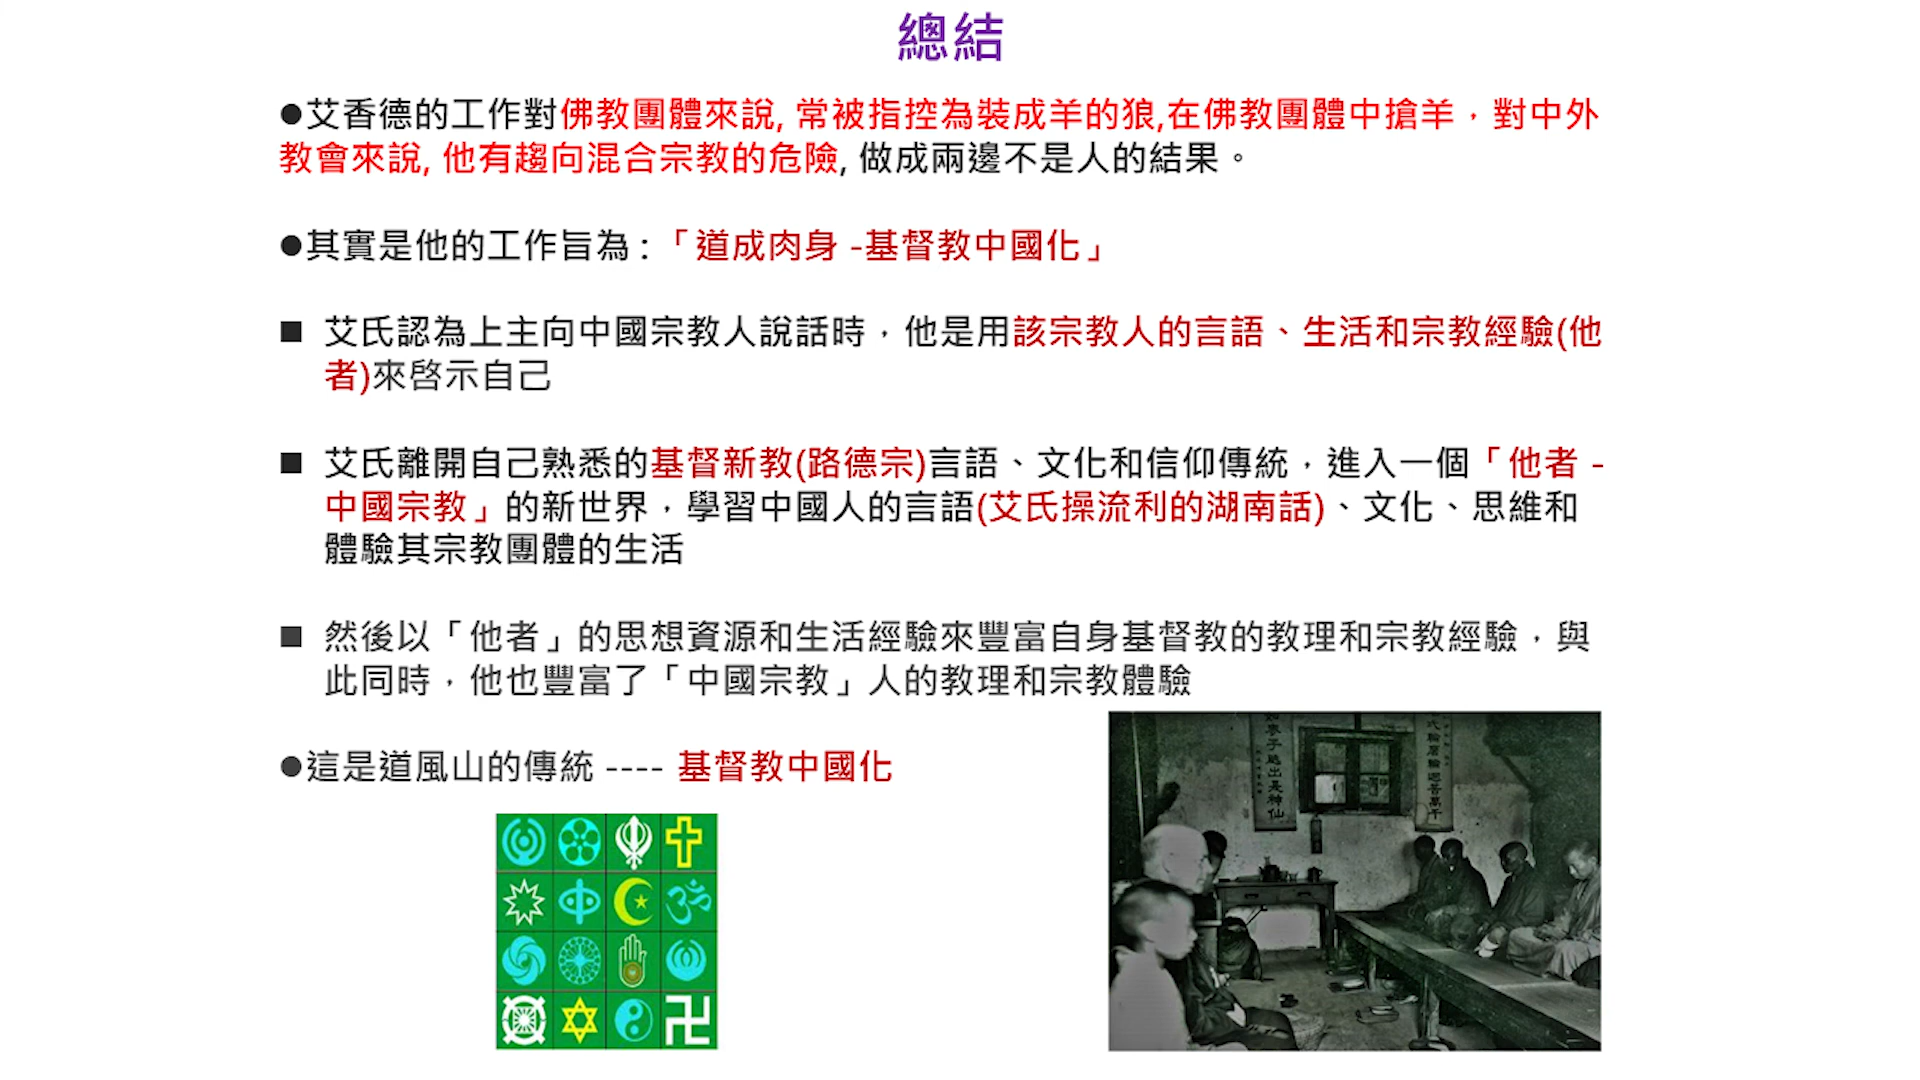 總結
●艾香德的工作對佛教團體來說, 常被指控為裝成羊的狼,在佛教團體中搶羊，對中外
教會來說, 他有趨向混合宗教的危險, 做成兩邊不是人的結果。
●其實是他的工作旨為 : 「道成肉身 -基督教中國化」
■ 艾氏認為上主向中國宗教人說話時，他是用該宗教人的言語、生活和宗教經驗(他
者)來啓示自己
■ 艾氏離開自己熟悉的基督新教(路德宗)言語、文化和信仰傳統，進入一個「他者 -
中國宗教」的新世界，學習中國人的言語(艾氏操流利的湖南話)、文化、思維和
體驗其宗教團體的生活
■ 然後以「他者」的思想資源和生活經驗來豐富自身基督教的教理和宗教經驗，與
此同時，他也豐富了「中國宗教」人的教理和宗教體驗
●這是道風山的傳統 ---- 基督教中國化